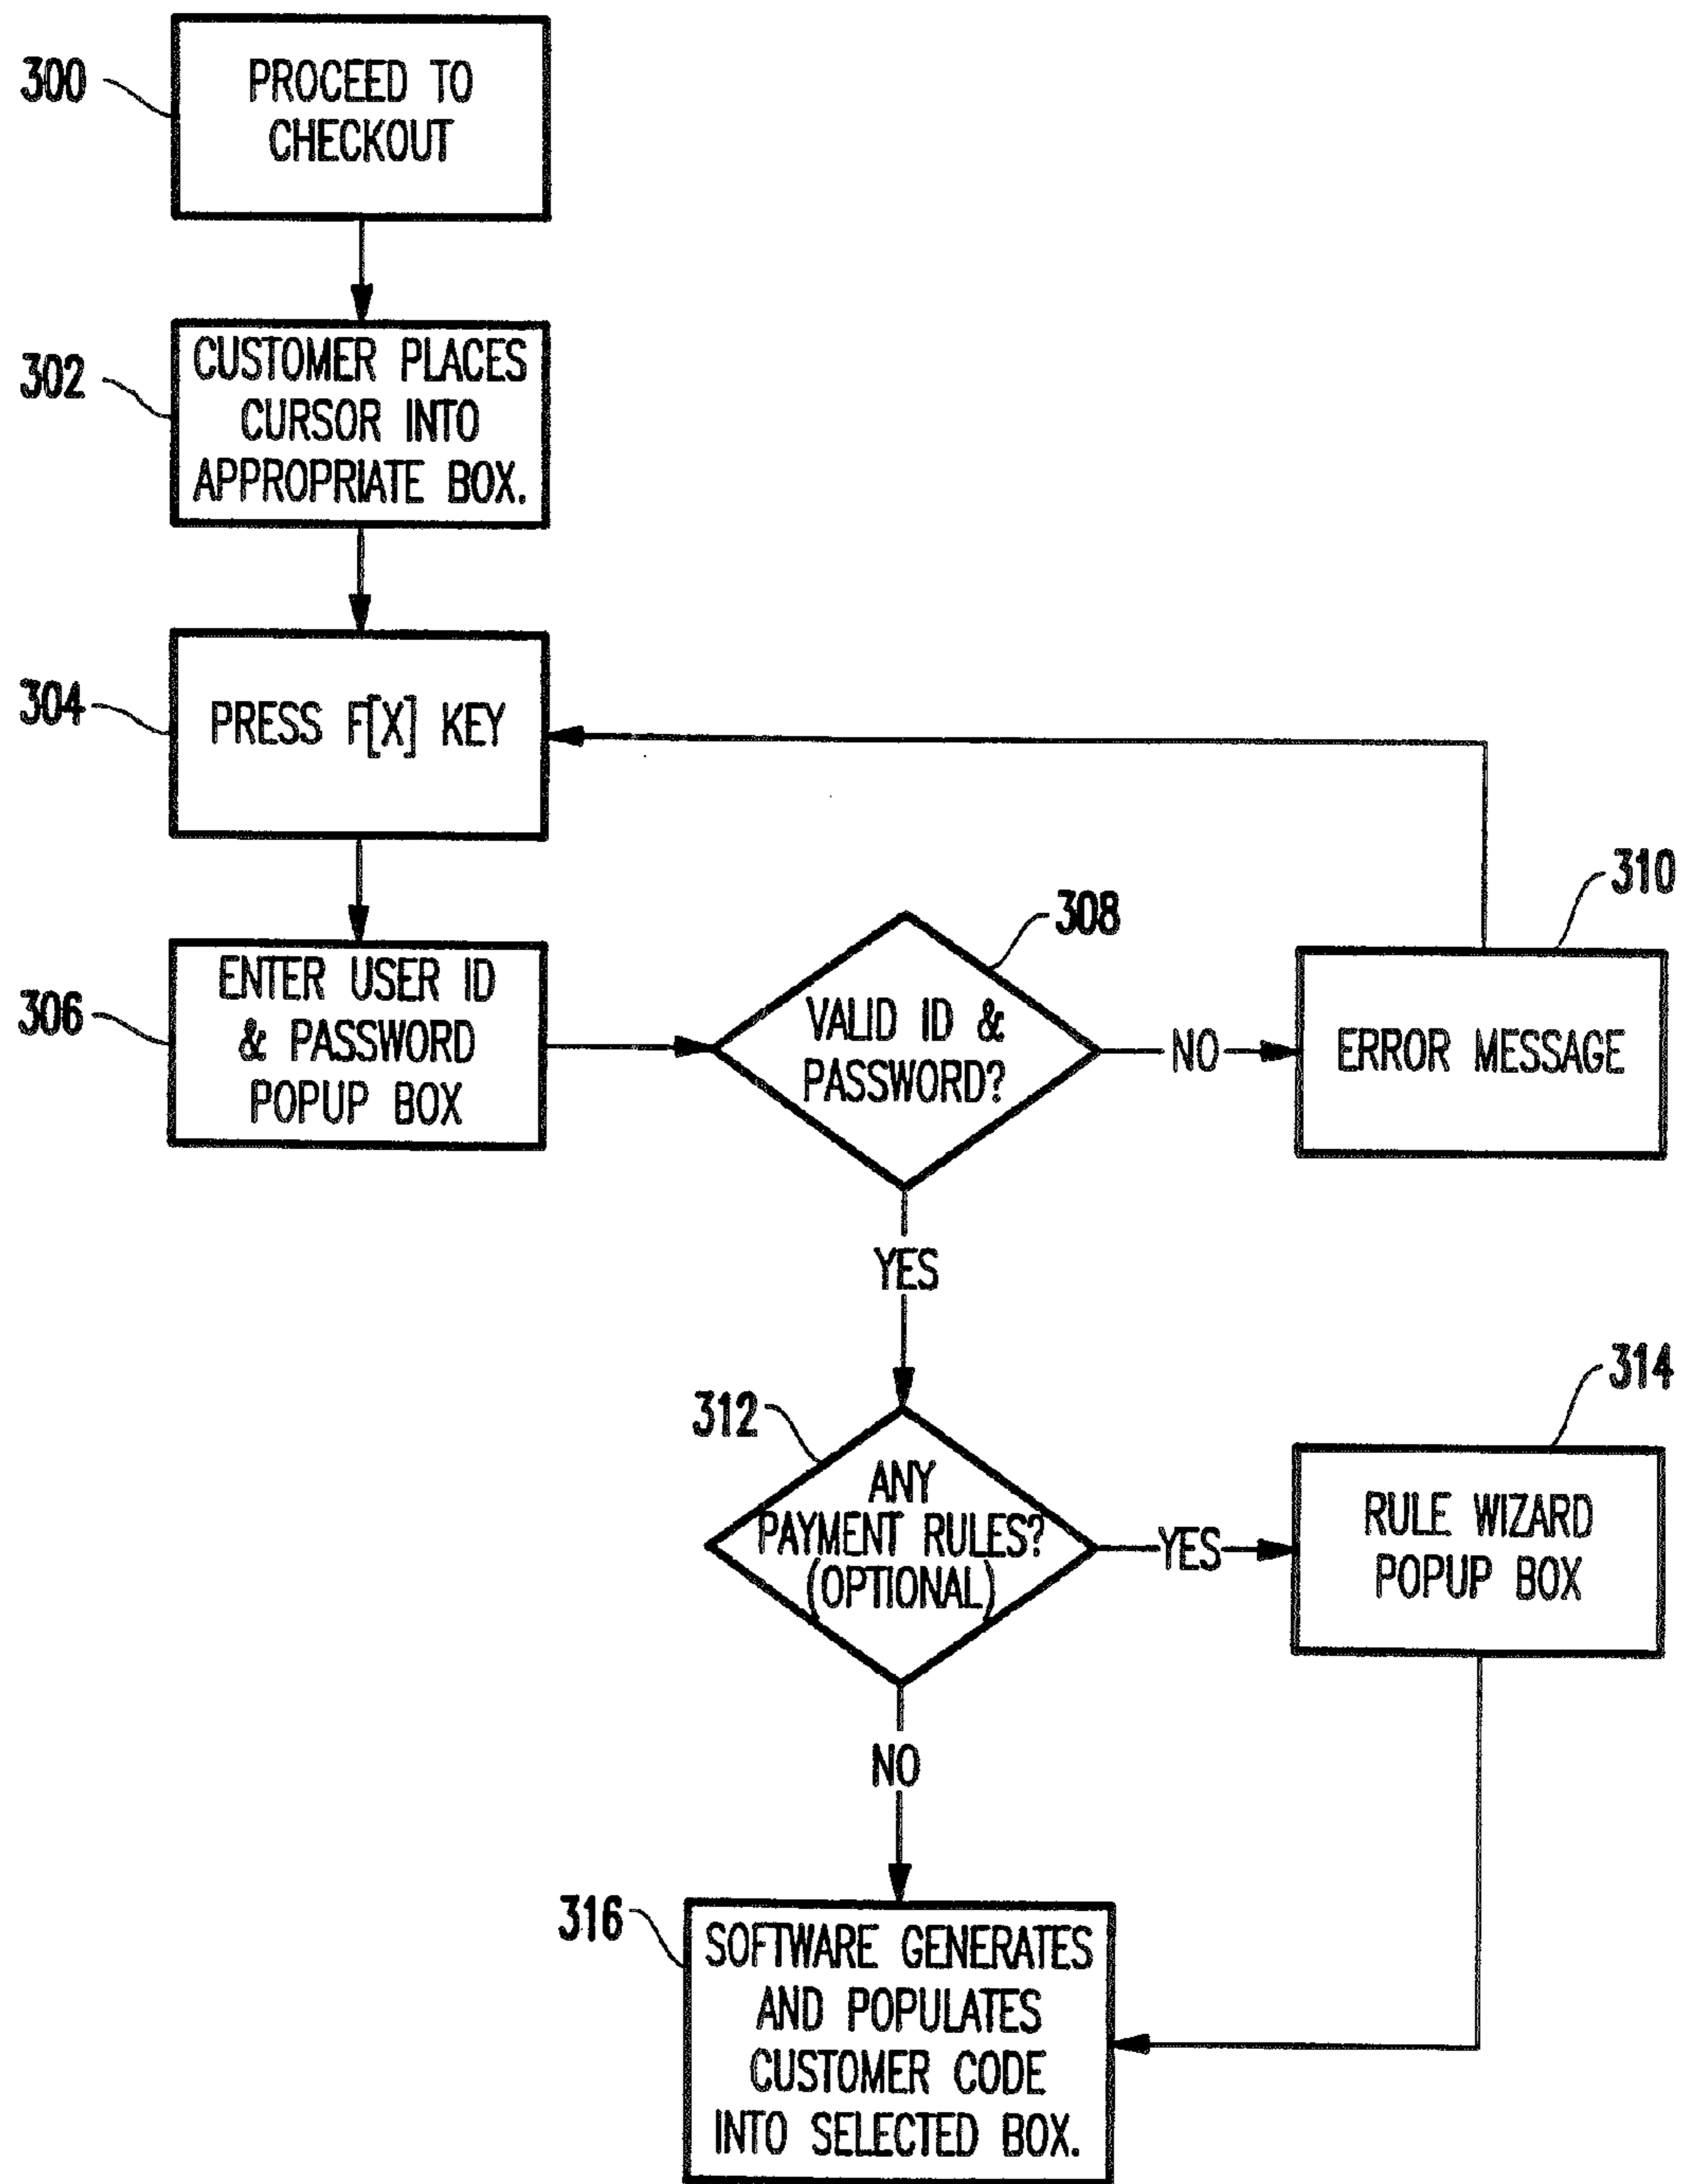 300
PROCEED TO
CHECKOUT
302
CUSTOMER PLACES
CURSOR INTO
APPROPRIATE BOX.
304
PRESS F[X] KEY
306
ENTER USER ID
& PASSWORD
POPUP BOX
308
VALID ID &
PASSWORD?
NO
310
ERROR MESSAGE
YES
312
ANY
PAYMENT RULES?
(OPTIONAL)
YES
314
RULE WIZARD
POPUP BOX
NO
316
SOFTWARE GENERATES
AND POPULATES
CUSTOMER CODE
INTO SELECTED BOX.